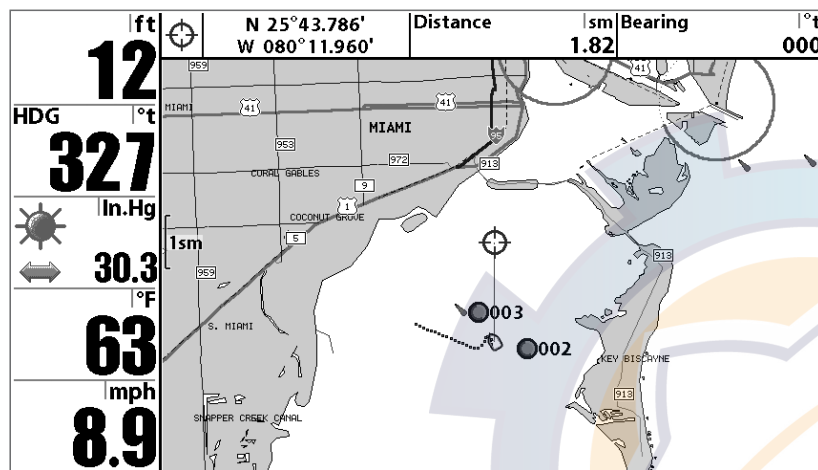 ft
12
HDG °t
327
In.Hg
30.3
°F
63
mph
8.9
N 25°43.786'
W 080°11.960'
Distance sm
1.82
Bearing °t
000
959
41
MIAMI
41
41
MIAMI
95
953
972
913
CORAL GABLES
9
1
COCONUT GROVE
5
1sm
913
959
003
S. MIAMI
002
KEY BISCAYNE
913
SNAPPER CREEK CANAL